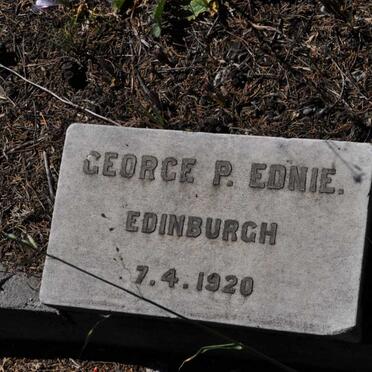 GEORGE P. EDNIE.
EDINBURGH
7.4.1920